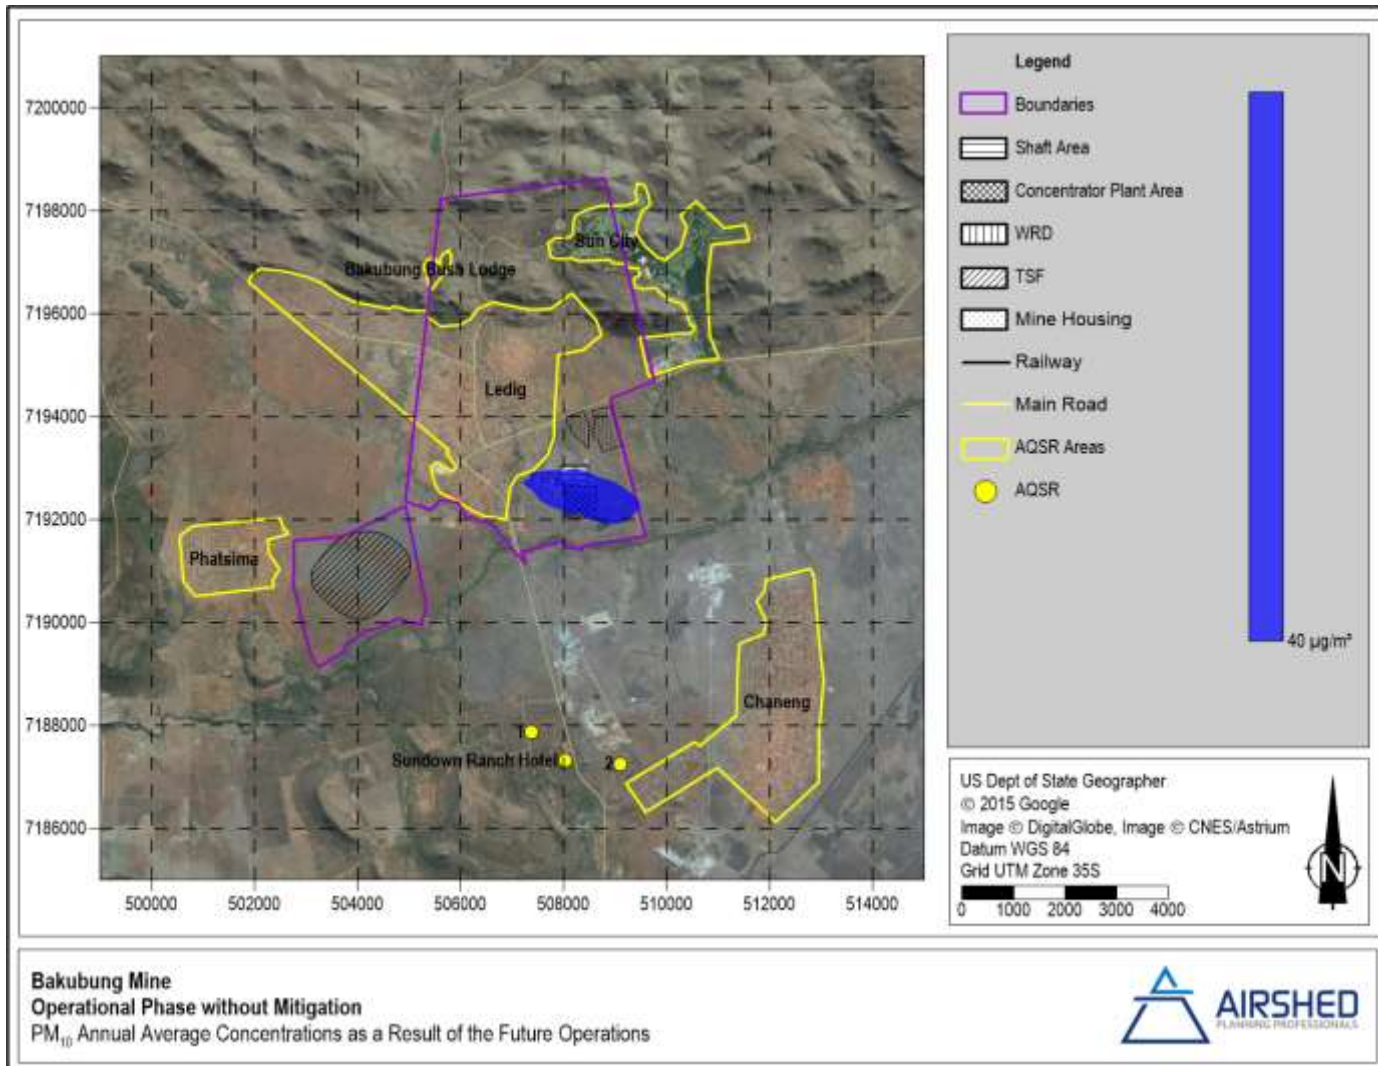 7200000
7198000
7196000
7194000
7192000
7190000
7188000
7186000
500000
502000
504000
506000
508000
510000
512000
514000
Sun City
Bakubung Bush Lodge
Ledig
Phatsima
Chaneng
1
Sundown Ranch Hotel
2
Legend
Boundaries
Shaft Area
Concentrator Plant Area
WRD
TSF
Mine Housing
Railway
Main Road
AQSR Areas
AQSR
40 µg/m³
US Dept of State Geographer
© 2015 Google
Image © DigitalGlobe, Image © CNES/Astrium
Datum WGS 84
Grid UTM Zone 35S
0 1000 2000 3000 4000
N
Bakubung Mine
Operational Phase without Mitigation
PM₁₀ Annual Average Concentrations as a Result of the Future Operations
AIRSHED
PLANNING PROFESSIONALS